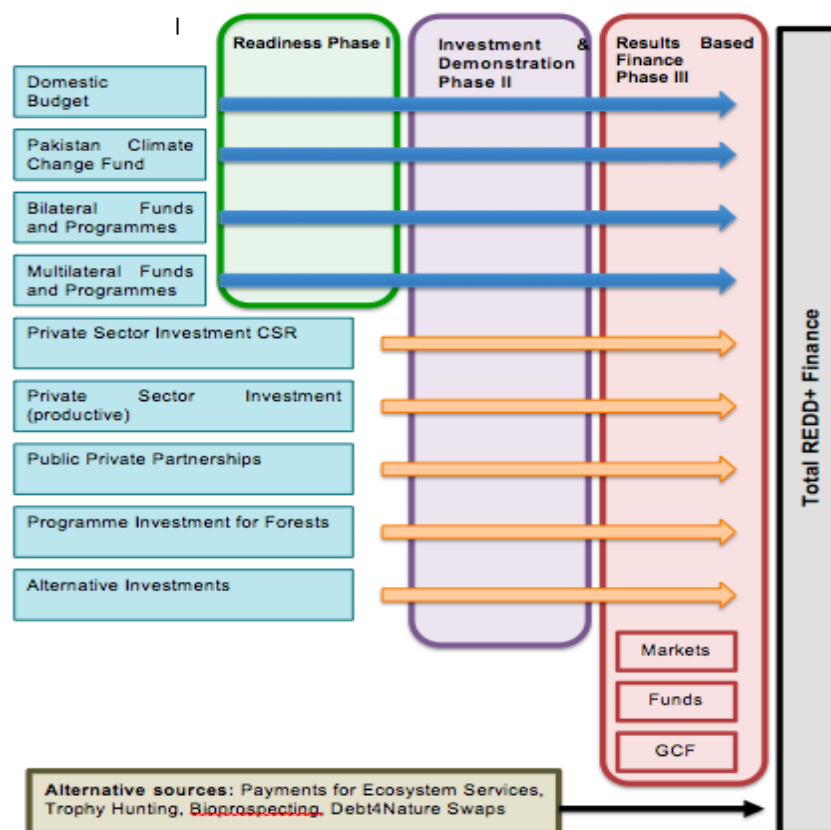 |
Readiness Phase I
Investment &
Demonstration
Phase II
Results Based
Finance
Phase III
Domestic
Budget
Pakistan Climate
Change Fund
Bilateral Funds
and Programmes
Multilateral Funds
and Programmes
Private Sector Investment CSR
Private Sector Investment
(productive)
Public Private Partnerships
Programme Investment for Forests
Alternative Investments
Markets
Funds
GCF
Total REDD+ Finance
Alternative sources: Payments for Ecosystem Services,
Trophy Hunting, Bioprospecting, Debt4Nature Swaps